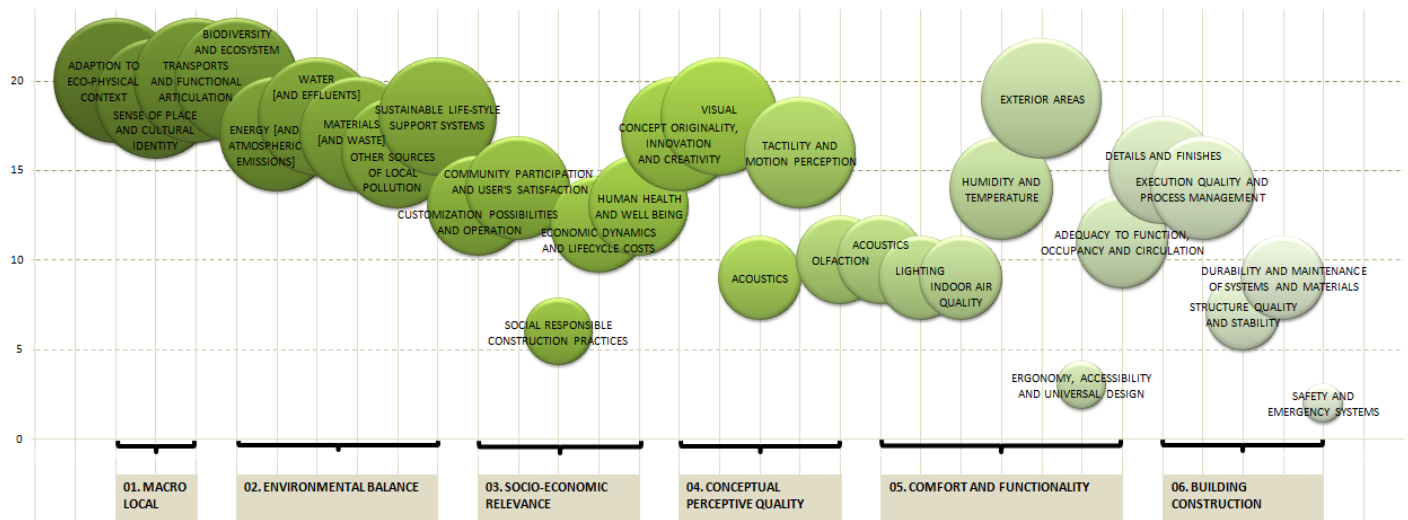 20
15
10
5
0
ADAPTION TO
ECO-PHYSICAL
CONTEXT
SENSE OF PLACE
AND CULTURAL
IDENTITY
TRANSPORTS
AND FUNCTIONAL
ARTICULATION
BIODIVERSITY
AND ECOSYSTEM
ENERGY [AND
ATMOSPHERIC
EMISSIONS]
WATER
[AND EFFLUENTS]
MATERIALS
[AND WASTE]
OTHER SOURCES
OF LOCAL
POLLUTION
SUSTAINABLE LIFE-STYLE
SUPPORT SYSTEMS
CUSTOMIZATION POSSIBILITIES
AND OPERATION
COMMUNITY PARTICIPATION
AND USER'S SATISFACTION
SOCIAL RESPONSIBLE
CONSTRUCTION PRACTICES
ECONOMIC DYNAMICS
AND LIFECYCLE COSTS
HUMAN HEALTH
AND WELL BEING
CONCEPT ORIGINALITY,
INNOVATION
AND CREATIVITY
VISUAL
ACOUSTICS
TACTILITY AND
MOTION PERCEPTION
OLFACTION
ACOUSTICS
LIGHTING
INDOOR AIR
QUALITY
HUMIDITY AND
TEMPERATURE
EXTERIOR AREAS
ERGONOMY, ACCESSIBILITY
AND UNIVERSAL DESIGN
ADEQUACY TO FUNCTION,
OCCUPANCY AND CIRCULATION
DETAILS AND FINISHES
EXECUTION QUALITY AND
PROCESS MANAGEMENT
STRUCTURE QUALITY
AND STABILITY
DURABILITY AND MAINTENANCE
OF SYSTEMS AND MATERIALS
SAFETY AND
EMERGENCY SYSTEMS
01. MACRO
LOCAL
02. ENVIRONMENTAL BALANCE
03. SOCIO-ECONOMIC
RELEVANCE
04. CONCEPTUAL
PERCEPTIVE QUALITY
05. COMFORT AND FUNCTIONALITY
06. BUILDING
CONSTRUCTION